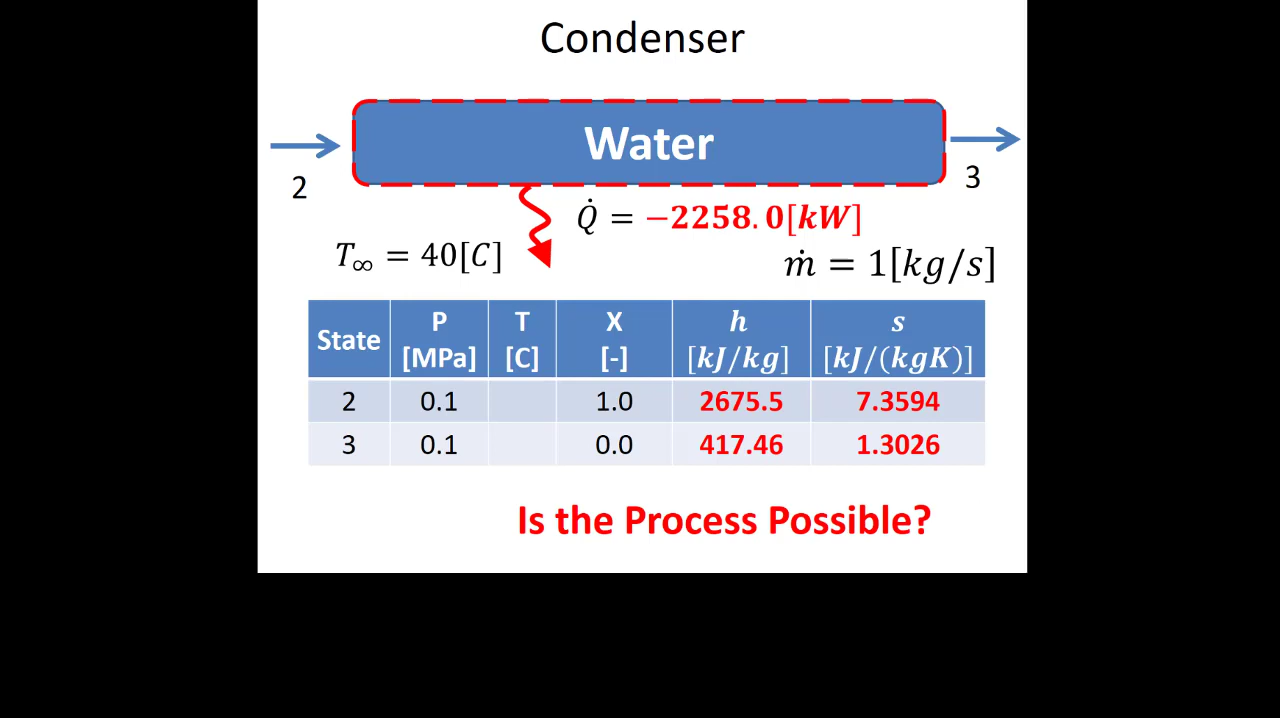 Condenser
Water
2
3
Q̇ = −2258.0[kW]
T∞ = 40[C]
ṁ = 1[kg/s]
State P [MPa] T [C] X [-] h [kJ/kg] s [kJ/(kgK)]
2 0.1 1.0 2675.5 7.3594
3 0.1 0.0 417.46 1.3026
Is the Process Possible?